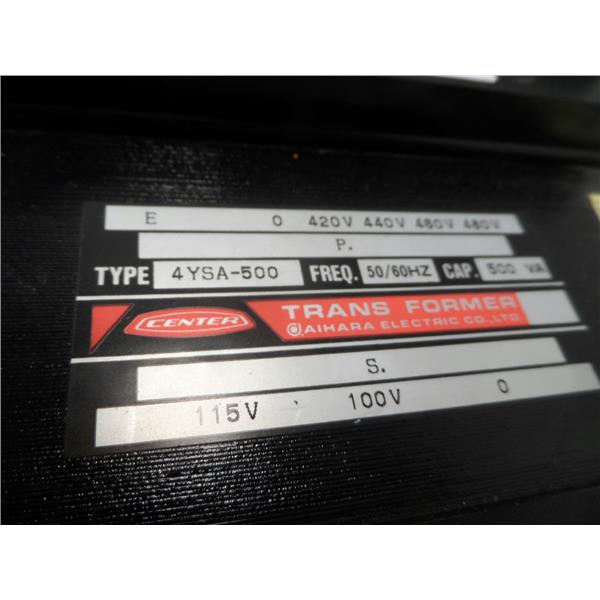 E 0 420V 440V 460V 480V
P.
TYPE 4YSA-500 FREQ. 50/60HZ CAP. 500 VA
CENTER TRANS FORMER
AIHARA ELECTRIC CO.,LTD.
S.
115V 100V 0